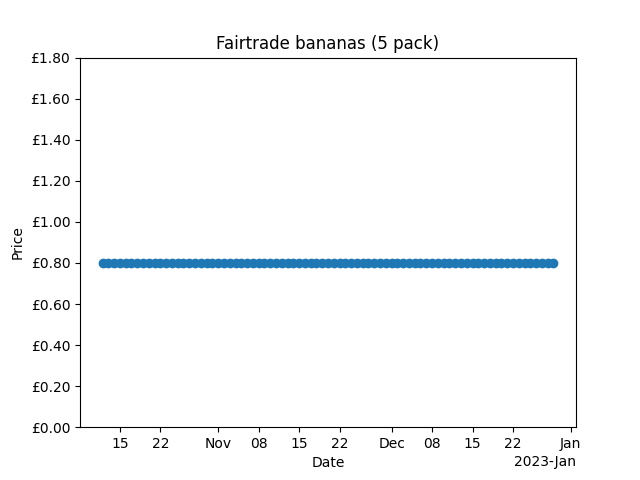 Fairtrade bananas (5 pack)
£1.80
£1.60
£1.40
£1.20
£1.00
£0.80
£0.60
£0.40
£0.20
£0.00
Price
15 22 Nov 08 15 22 Dec 08 15 22 Jan
Date
2023-Jan